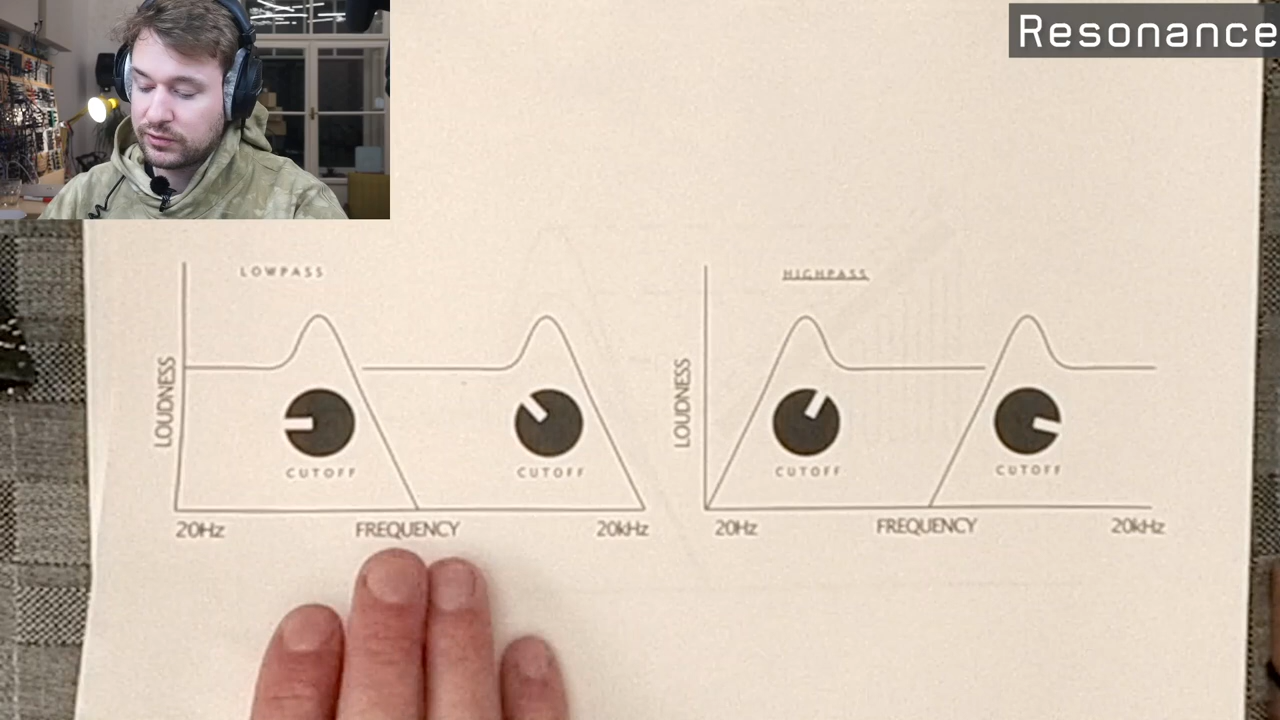 Resonance
LOWPASS
HIGHPASS
LOUDNESS
LOUDNESS
CUTOFF
CUTOFF
CUTOFF
CUTOFF
20Hz
FREQUENCY
20kHz
20Hz
FREQUENCY
20kHz